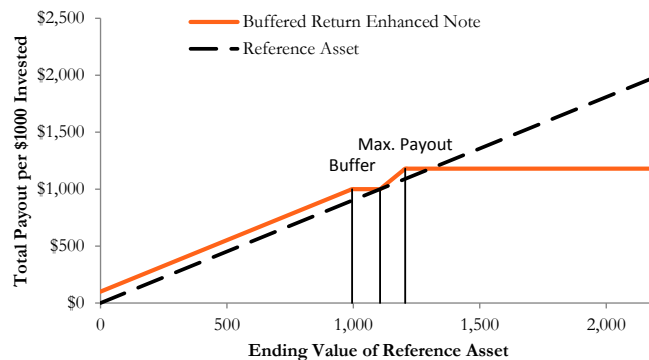 $2,500
$2,000
$1,500
$1,000
$500
$0
Total Payout per $1000 Invested
Buffered Return Enhanced Note
Reference Asset
Max. Payout
Buffer
0
500
1,000
1,500
2,000
Ending Value of Reference Asset